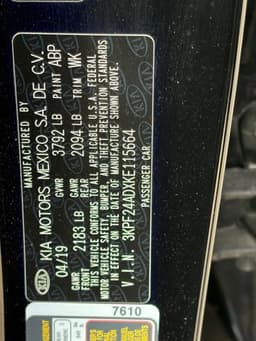 MANUFACTURED BY
KIA KIA MOTORS MEXICO S.A. DE C.V.
04/19 GVWR 3792 LB PAINT ABP
GAWR FRONT 2183 LB GAWR REAR 2094 LB TRIM WK
THIS VEHICLE CONFORMS TO ALL APPLICABLE U.S.A. FEDERAL
MOTOR VEHICLE SAFETY, BUMPER, AND THEFT PREVENTION STANDARDS
IN EFFECT ON THE DATE OF MANUFACTURE SHOWN ABOVE.
V.I.N. 3KPF24ADXKE115664
PASSENGER CAR
7610